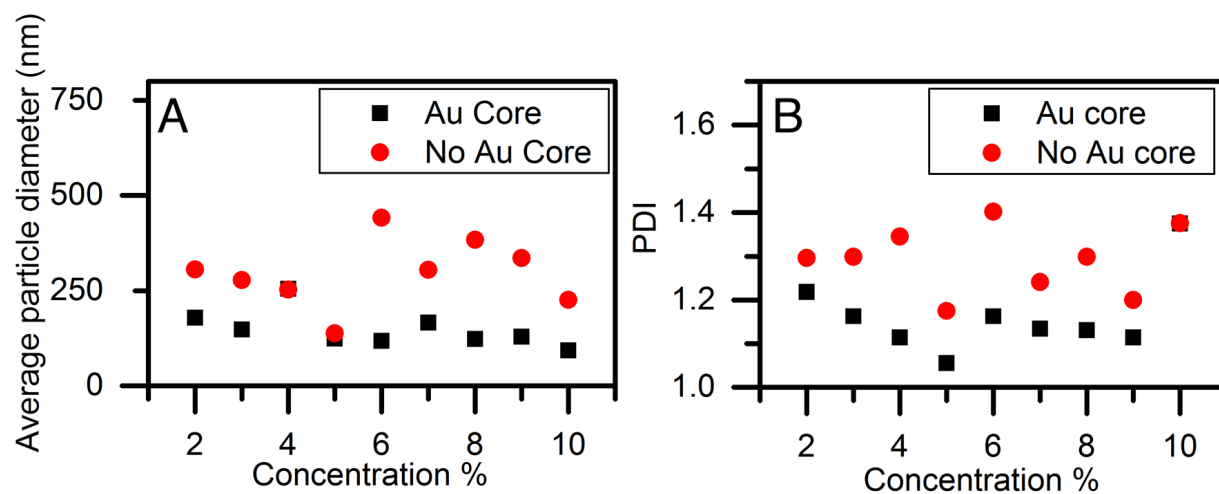 Average particle diameter (nm)
750
500
250
0
A
Au Core
No Au Core
2
4
6
8
10
Concentration %
PDI
1.6
1.4
1.2
1.0
B
Au core
No Au core
2
4
6
8
10
Concentration %